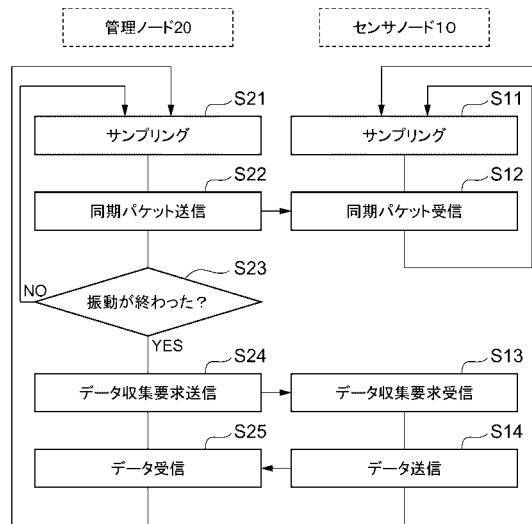 管理ノード20
センサノード10
S21
サンプリング
S11
サンプリング
S22
同期パケット送信
S12
同期パケット受信
S23
振動が終わった?
NO
YES
S24
データ収集要求送信
S13
データ収集要求受信
S25
データ受信
S14
データ送信